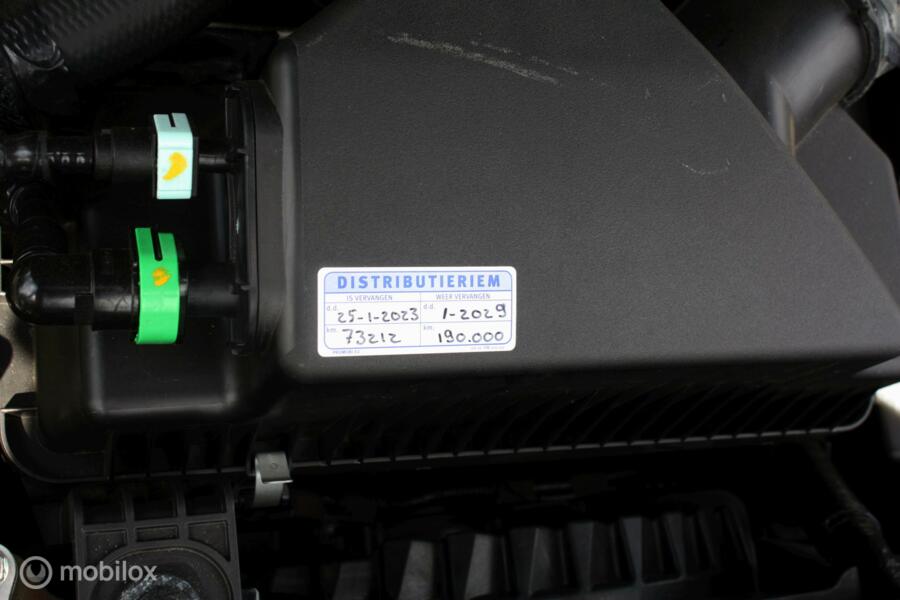 DISTRIBUTIERIEM
IS VERVANGEN WEER VERVANGEN
d.d. 25-1-2023 d.d. 1-2029
km. 73212 km. 190.000
mobilox